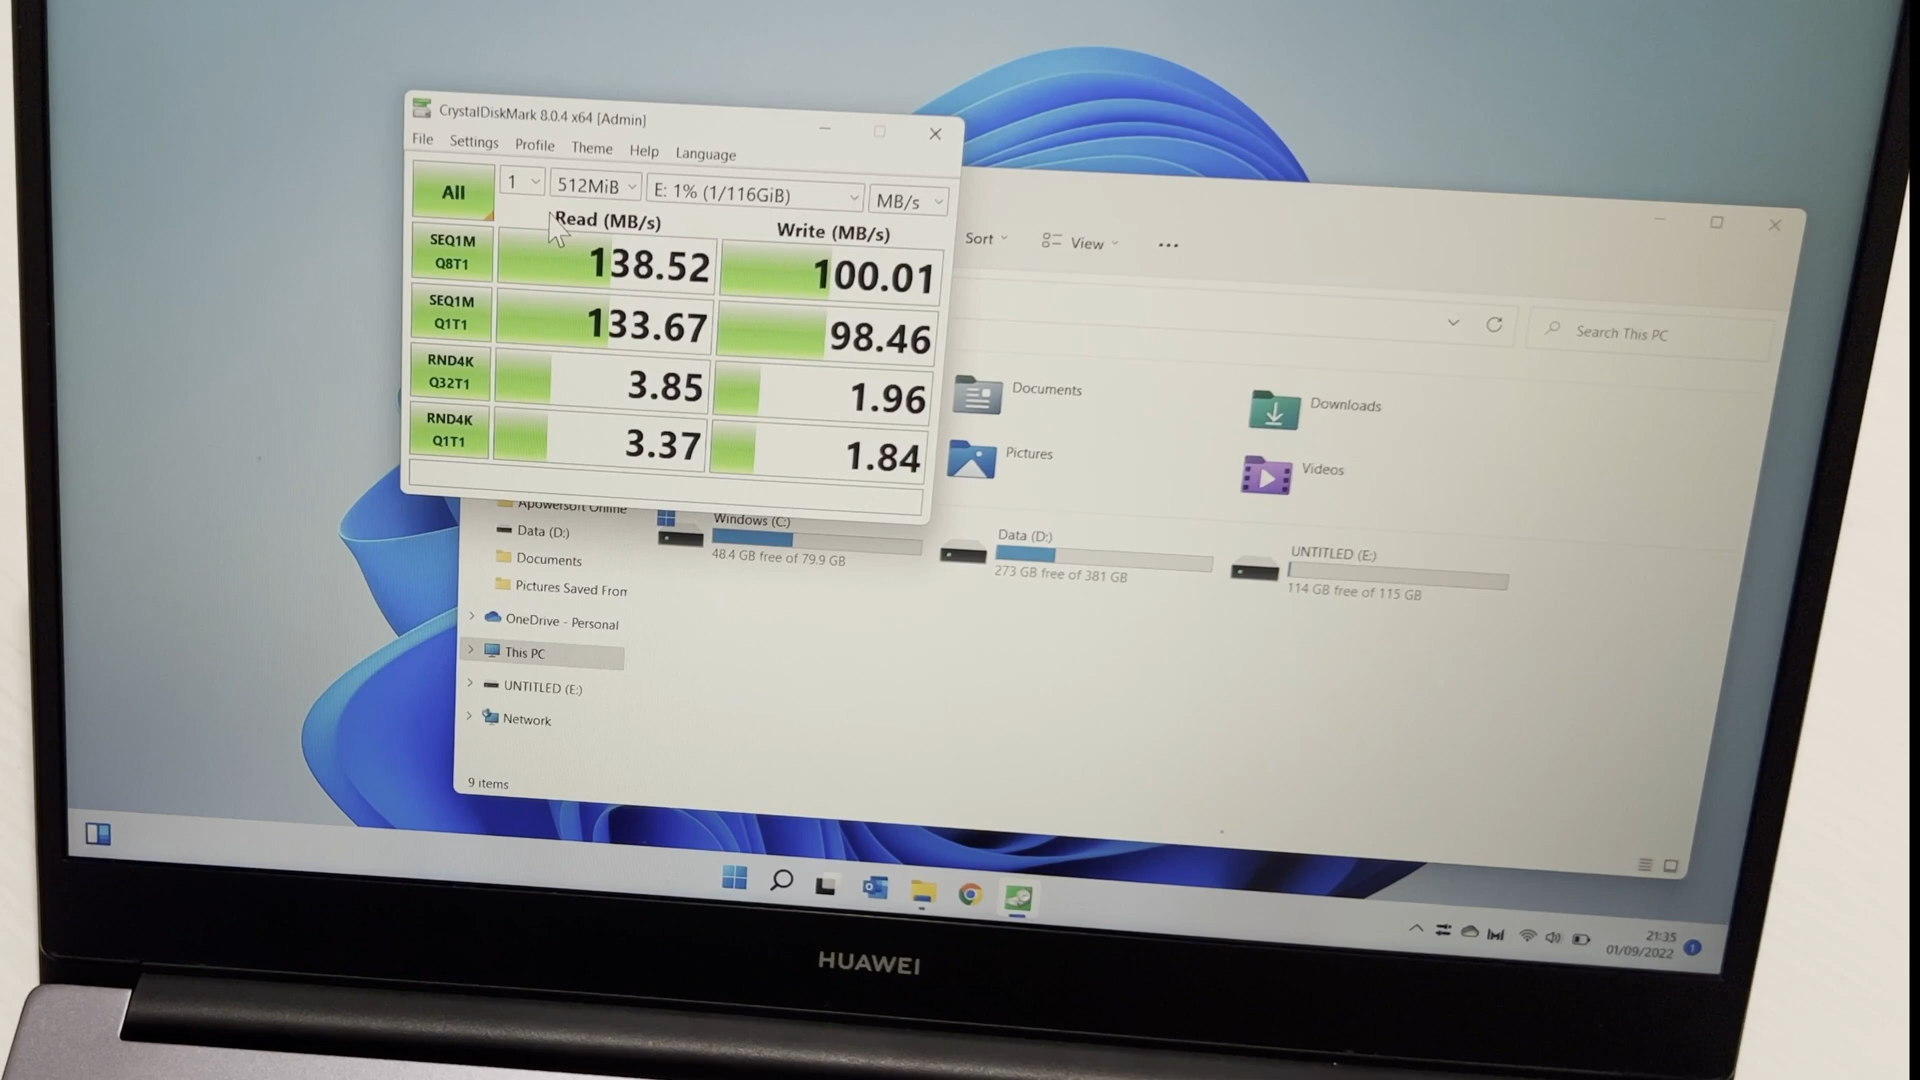 CrystalDiskMark 8.0.4 x64 [Admin]
File Settings Profile Theme Help Language
All 1 512MiB E: 1% (1/116GiB) MB/s
Read (MB/s) Write (MB/s)
SEQ1M
Q8T1
138.52 100.01
SEQ1M
Q1T1
133.67 98.46
RND4K
Q32T1
3.85 1.96
RND4K
Q1T1
3.37 1.84
Sort View ...
Search This PC
Documents
Downloads
Pictures
Videos
Windows (C:)
48.4 GB free of 79.9 GB
Data (D:)
273 GB free of 381 GB
UNTITLED (E:)
114 GB free of 115 GB
Apowersoft Online
Data (D:)
Documents
Pictures Saved Fron
OneDrive - Personal
This PC
UNTITLED (E:)
Network
9 items
21:35
01/09/2022
1
HUAWEI